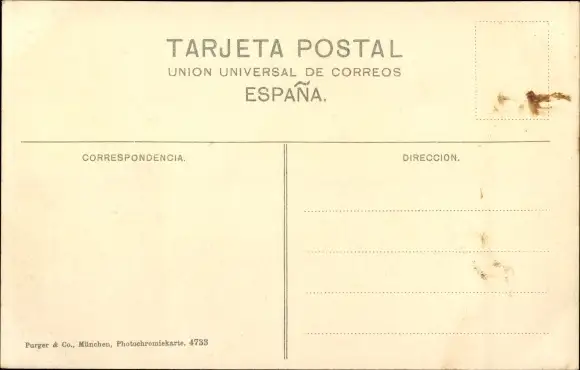 TARJETA POSTAL
UNION UNIVERSAL DE CORREOS
ESPAÑA.
CORRESPONDENCIA.
DIRECCION.
Purger & Co., München, Photochromiekarte. 4733